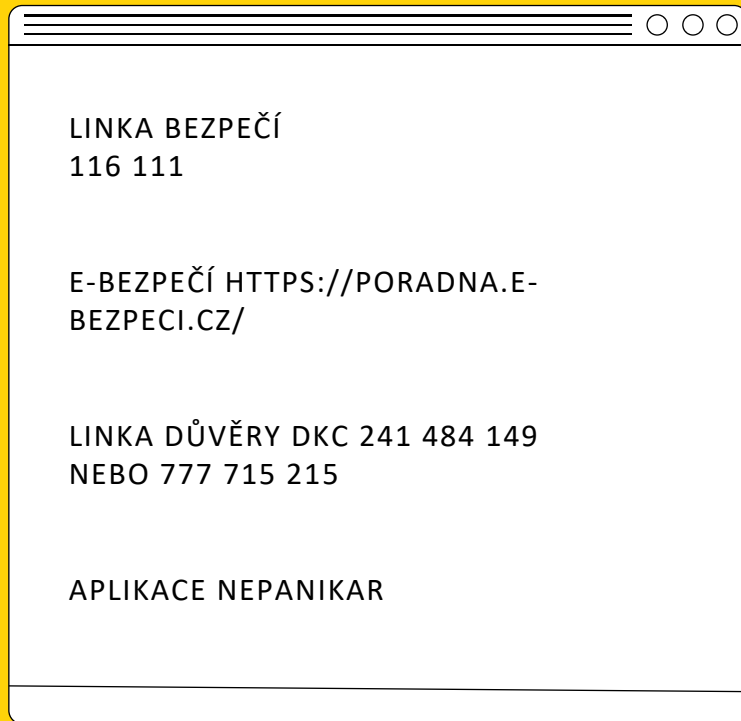 LINKA BEZPEČÍ
116 111
E-BEZPEČÍ HTTPS://PORADNA.E-
BEZPECI.CZ/
LINKA DŮVĚRY DKC 241 484 149
NEBO 777 715 215
APLIKACE NEPANIKAR